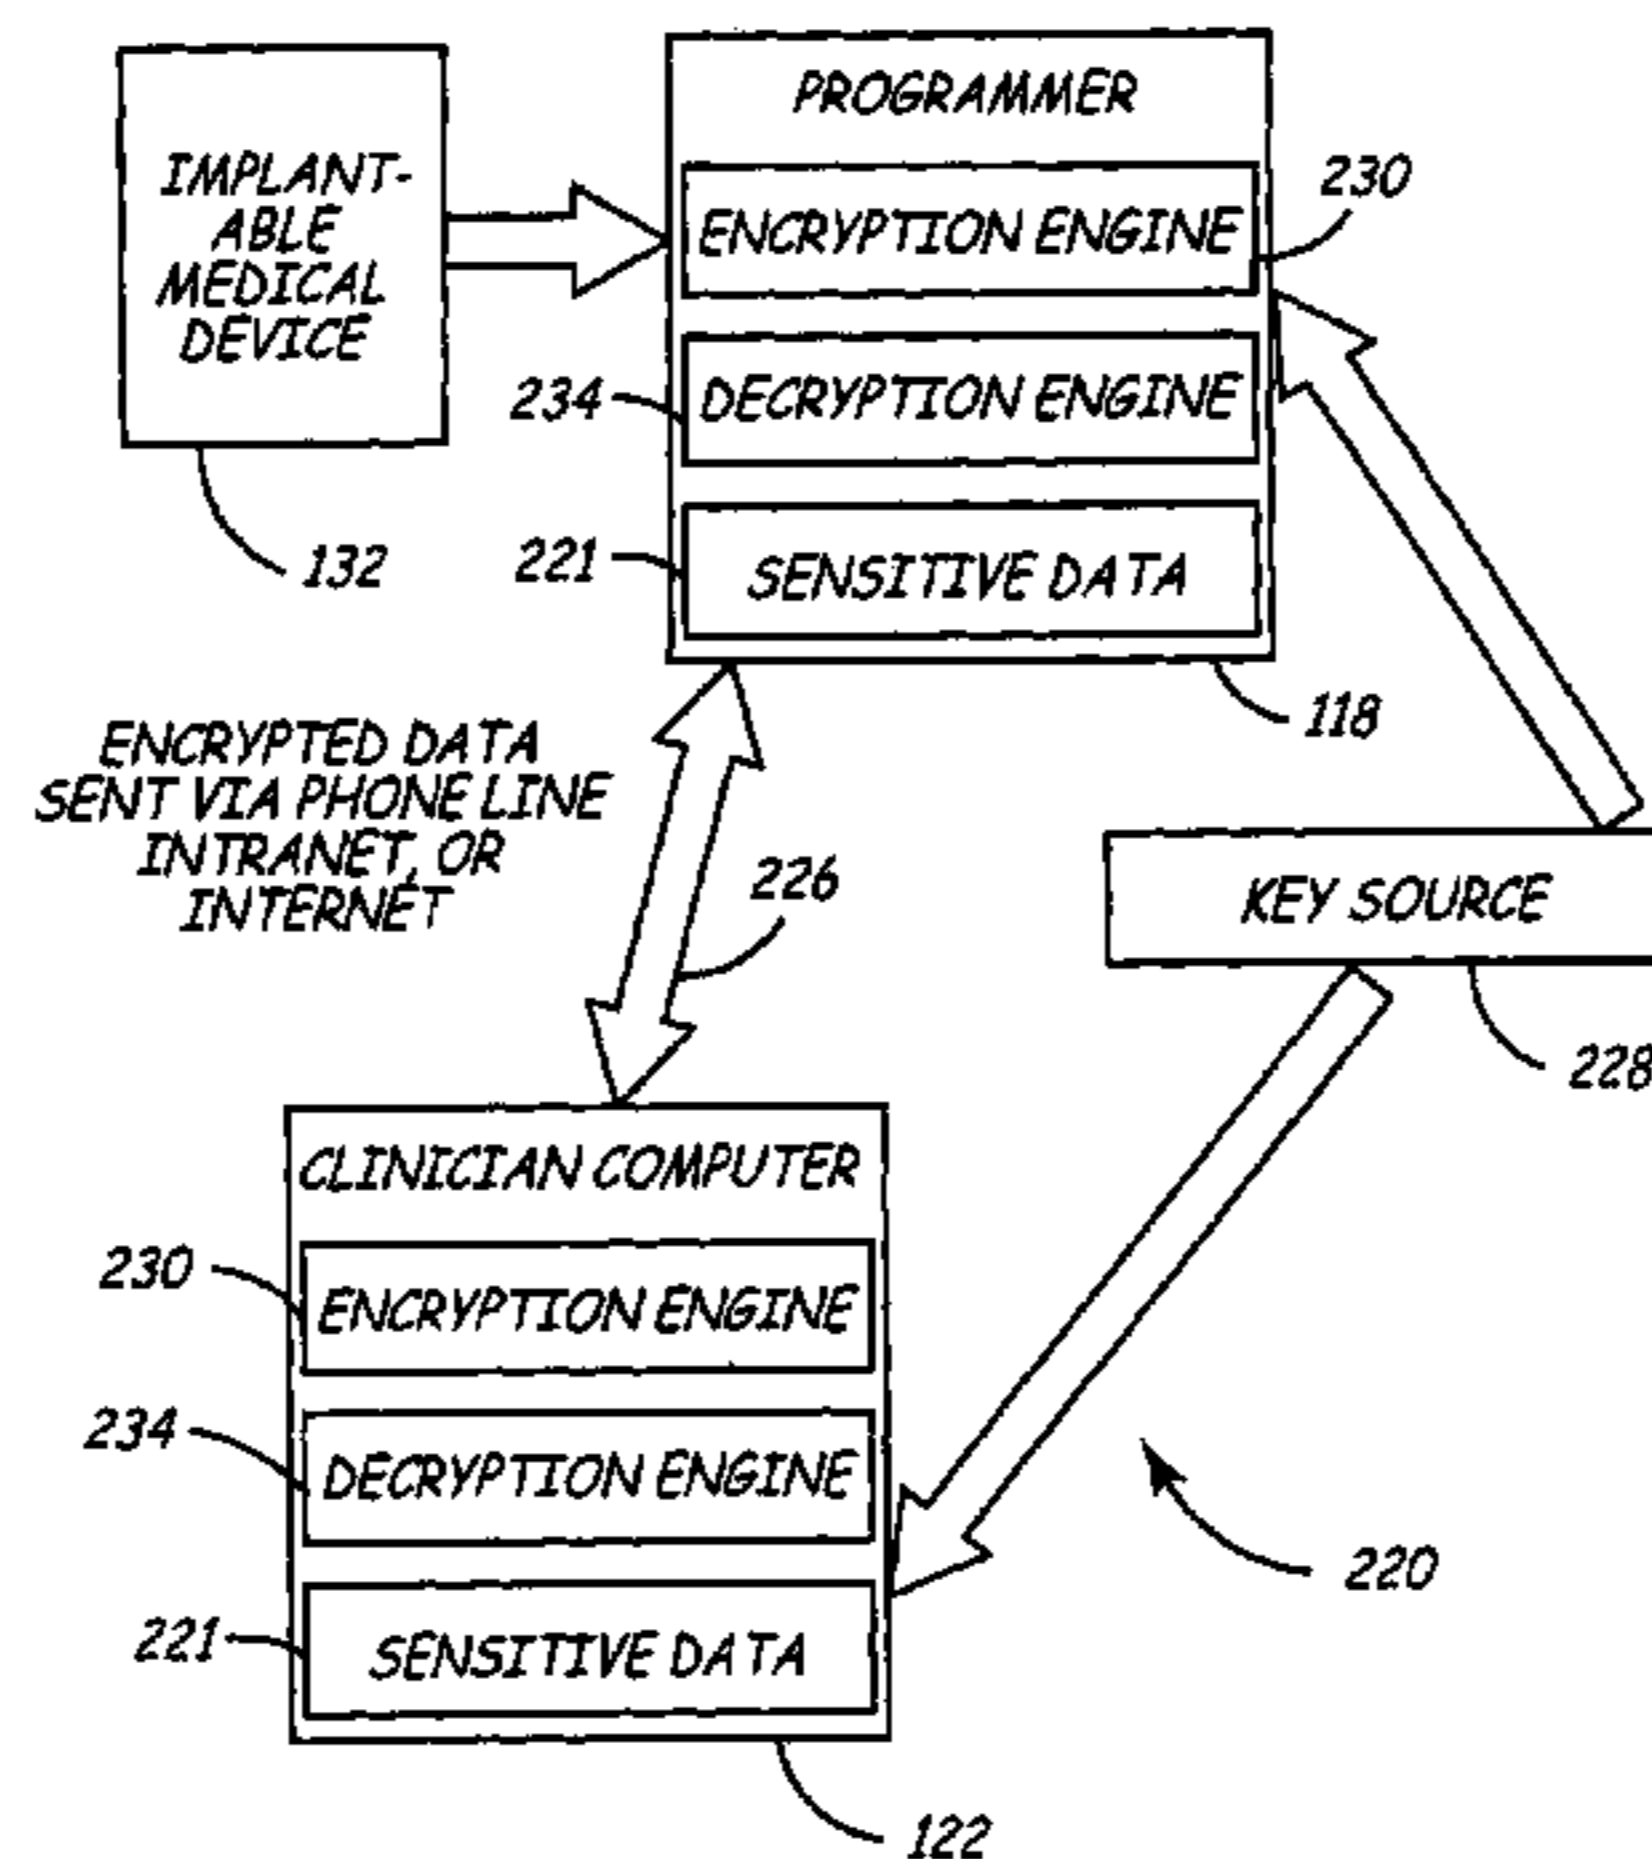 PROGRAMMER
IMPLANT-
ABLE
MEDICAL
DEVICE
132
ENCRYPTION ENGINE
230
234
DECRYPTION ENGINE
221
SENSITIVE DATA
118
ENCRYPTED DATA
SENT VIA PHONE LINE
INTRANET, OR
INTERNET
226
KEY SOURCE
228
CLINICIAN COMPUTER
230
ENCRYPTION ENGINE
234
DECRYPTION ENGINE
221
SENSITIVE DATA
220
122